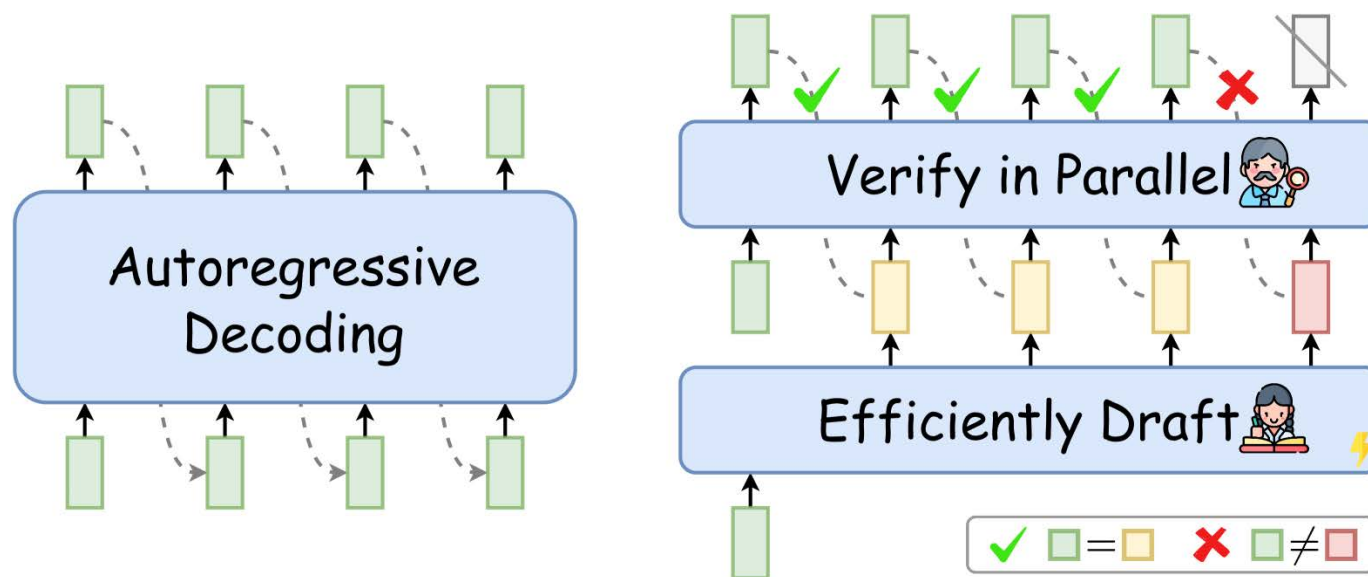 Autoregressive
Decoding
Verify in Parallel
Efficiently Draft
= ≠